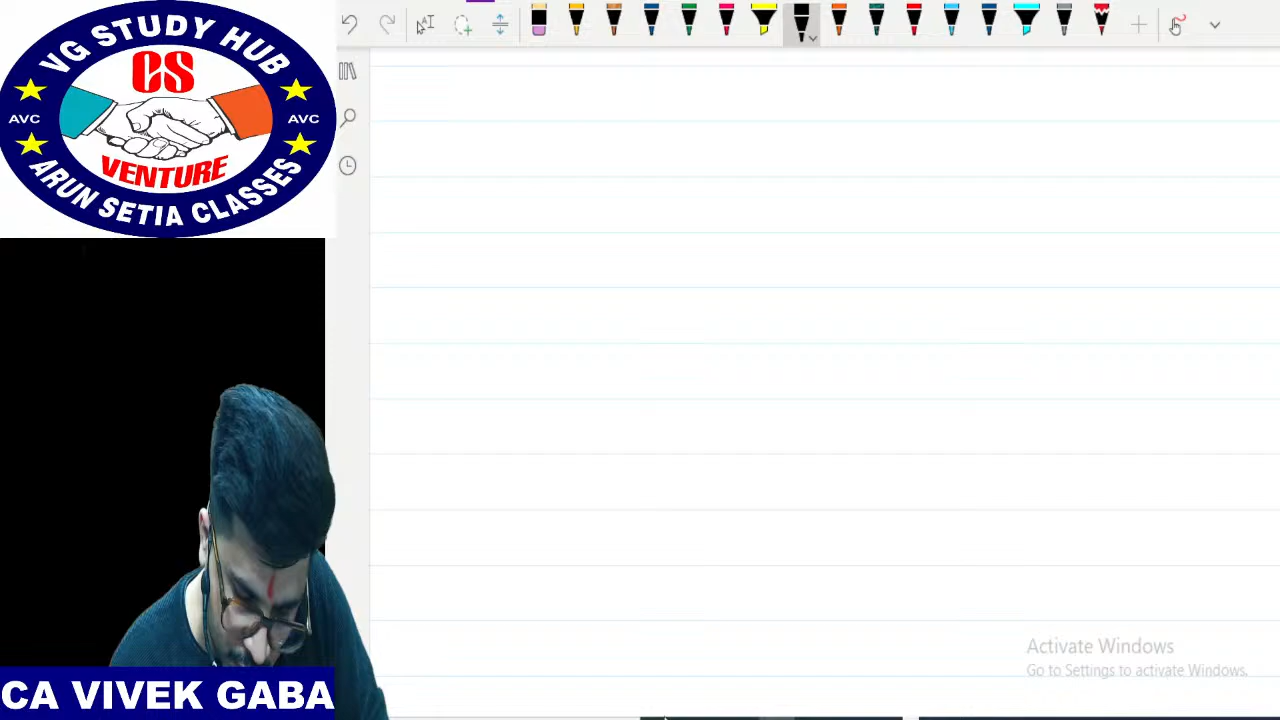 VG STUDY HUB
CS
AVC
AVC
VENTURE
ARUN SETIA CLASSES
Activate Windows
Go to Settings to activate Windows.
CA VIVEK GABA